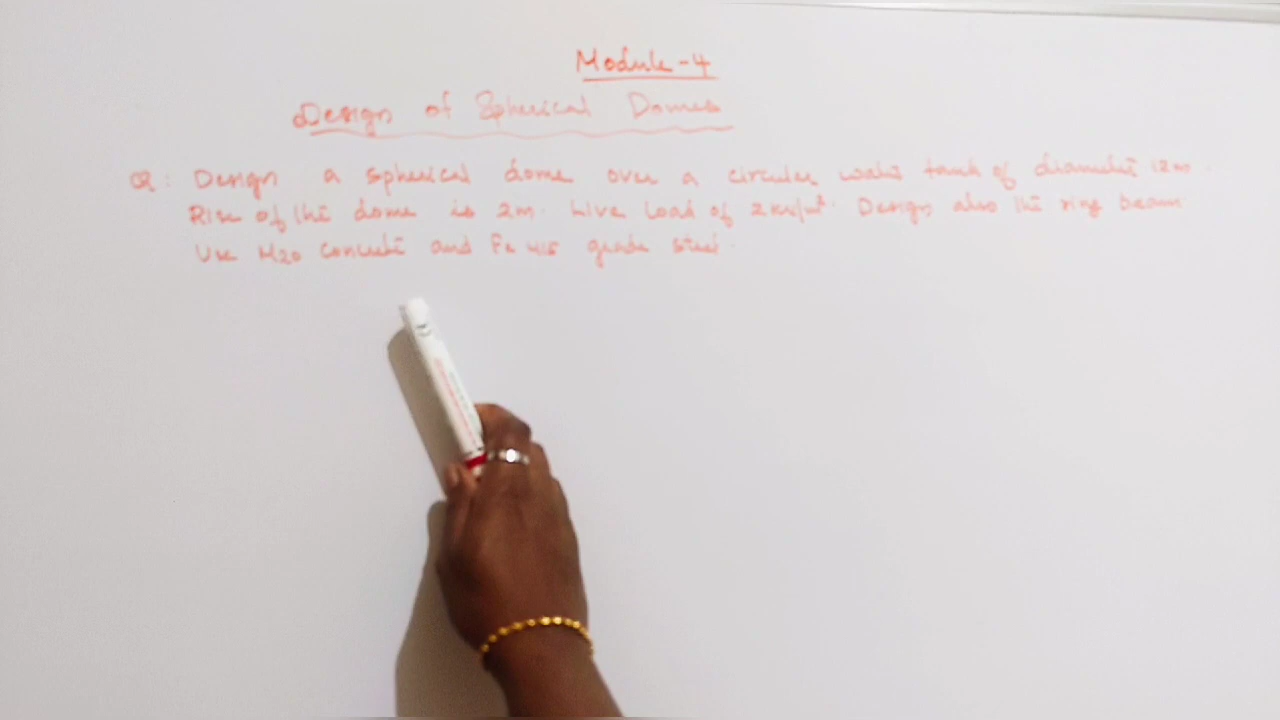 Module-4
Design of Spherical Domes
Q: Design a spherical dome over a circular water tank of diameter 12m.
Rise of the dome is 2m. Live Load of 2kN/m². Design also the ring beam
Use M20 concrete and Fe 415 grade steel.